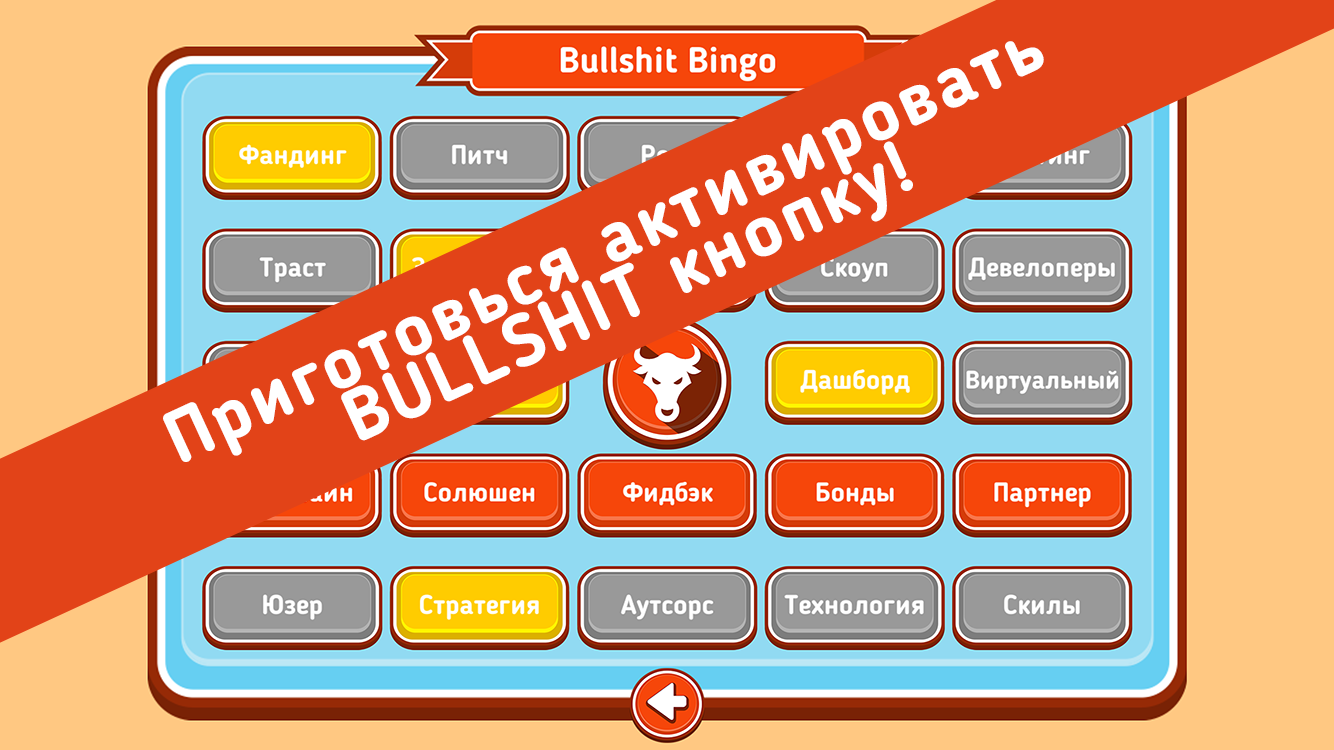 Bullshit Bingo
Приготовься активировать
BULLSHIT кнопку!
Фандинг
Питч
Траст
Скоуп
Девелоперы
Дашборд
Виртуальный
Солюшен
Фидбэк
Бонды
Партнер
Юзер
Стратегия
Аутсорс
Технология
Скилы